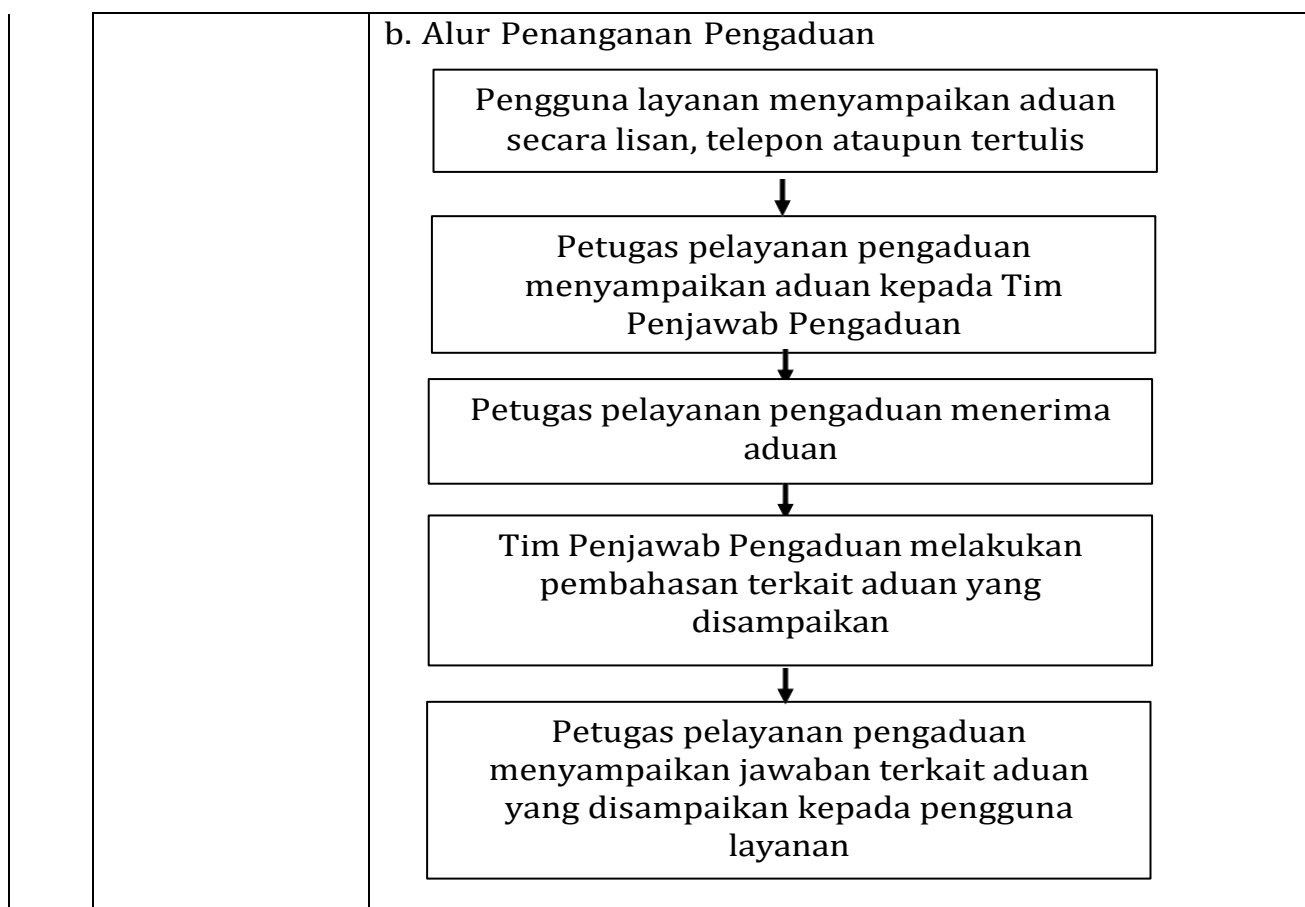 b. Alur Penanganan Pengaduan
Pengguna layanan menyampaikan aduan
secara lisan, telepon ataupun tertulis
Petugas pelayanan pengaduan
menyampaikan aduan kepada Tim
Penjawab Pengaduan
Petugas pelayanan pengaduan menerima
aduan
Tim Penjawab Pengaduan melakukan
pembahasan terkait aduan yang
disampaikan
Petugas pelayanan pengaduan
menyampaikan jawaban terkait aduan
yang disampaikan kepada pengguna
layanan